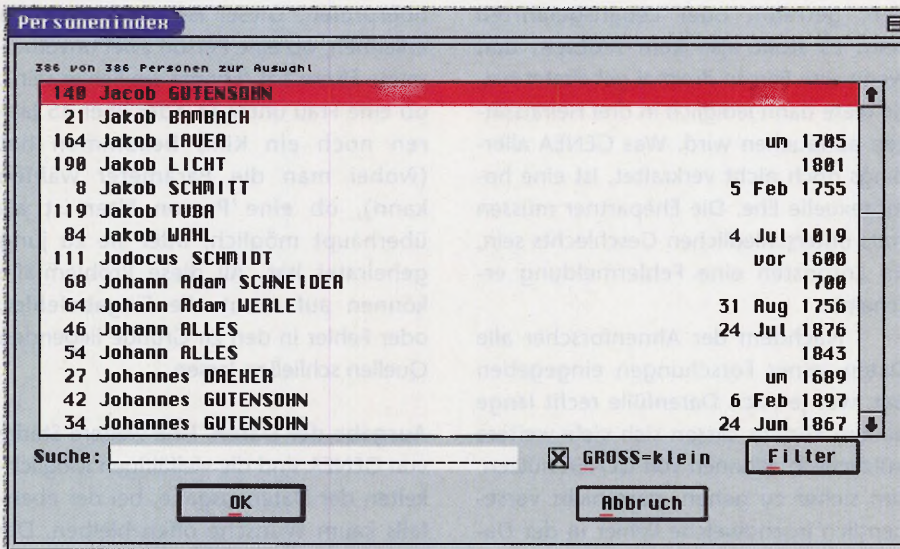 Personenindex
386 von 386 Personen zur Auswahl
140 Jacob GUTENSOHN
21 Jakob BAMBACH
164 Jakob LAUFA um 1705
190 Jakob LICHT 1801
8 Jakob SCHMITT 5 Feb 1755
119 Jakob TUBA
84 Jakob WAHL 4 Jul 1819
111 Jodocus SCHMIDT vor 1600
68 Johann Adam SCHNEIDER 1700
64 Johann Adam WERLE 31 Aug 1756
46 Johann ALLES 24 Jul 1876
54 Johann ALLES 1843
27 Johannes DAEHER um 1689
42 Johannes GUTENSOHN 6 Feb 1897
34 Johannes GUTENSOHN 24 Jun 1867
Suche: GROSS=klein Filter
OK Abbruch